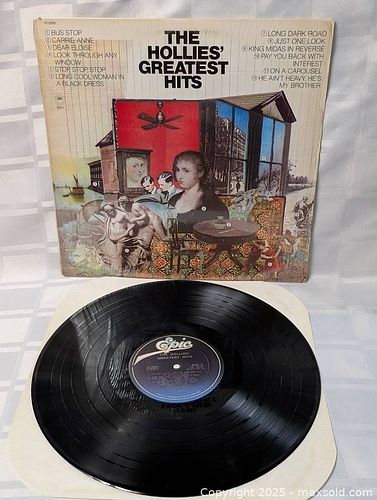 PE 32061
THE
HOLLIES'
GREATEST
HITS
① BUS STOP
② CARRIE-ANNE
③ DEAR ELOISE
④ LOOK THROUGH ANY
WINDOW
⑤ STOP, STOP, STOP
⑥ LONG COOL WOMAN IN
A BLACK DRESS
⑦ LONG DARK ROAD
⑧ JUST ONE LOOK
⑨ KING MIDAS IN REVERSE
⑩ PAY YOU BACK WITH
INTEREST
⑪ ON A CAROUSEL
⑫ HE AIN'T HEAVY, HE'S
MY BROTHER
Epic
THE HOLLIES'
GREATEST HITS
Copyright 2025 - maxsold.com